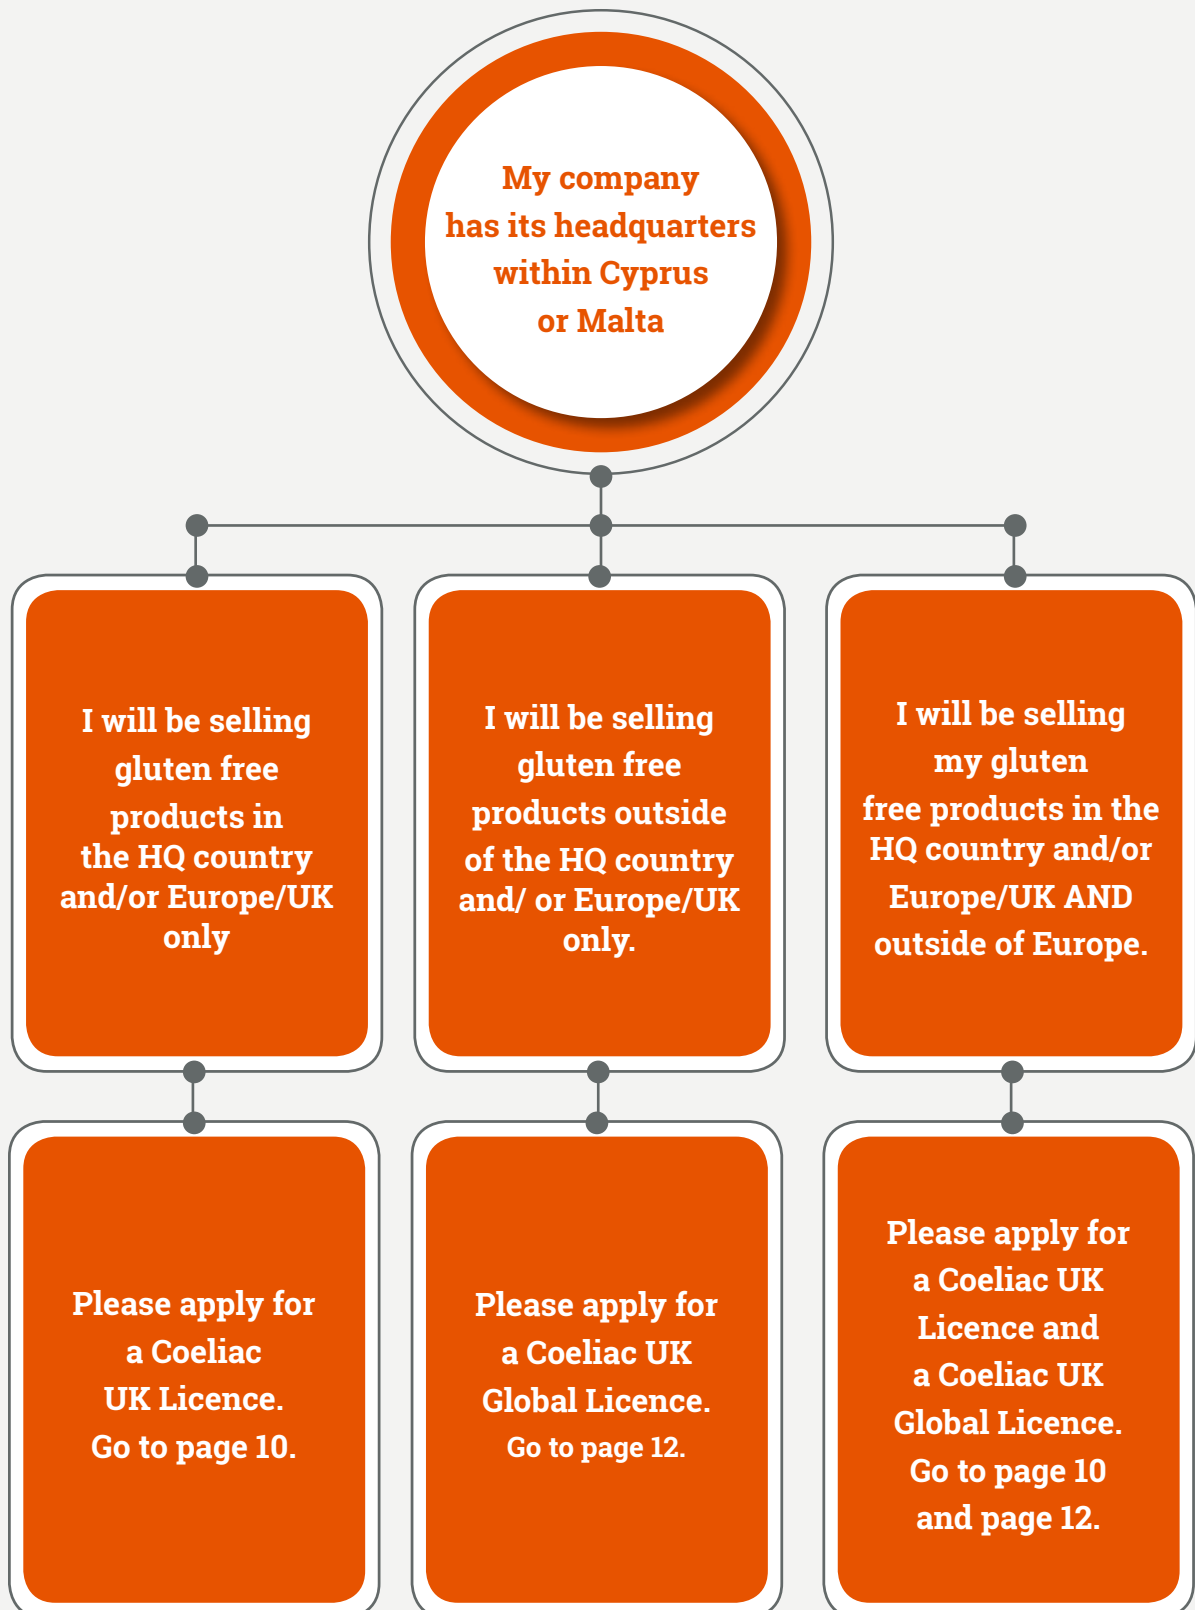 My company
has its headquarters
within Cyprus
or Malta
I will be selling
gluten free
products in
the HQ country
and/or Europe/UK
only
I will be selling
gluten free
products outside
of the HQ country
and/ or Europe/UK
only.
I will be selling
my gluten
free products in the
HQ country and/or
Europe/UK AND
outside of Europe.
Please apply for
a Coeliac
UK Licence.
Go to page 10.
Please apply for
a Coeliac UK
Global Licence.
Go to page 12.
Please apply for
a Coeliac UK
Licence and
a Coeliac UK
Global Licence.
Go to page 10
and page 12.